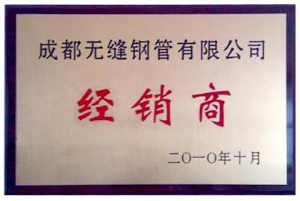 成都无缝钢管有限公司
经销商
二〇一〇年十月